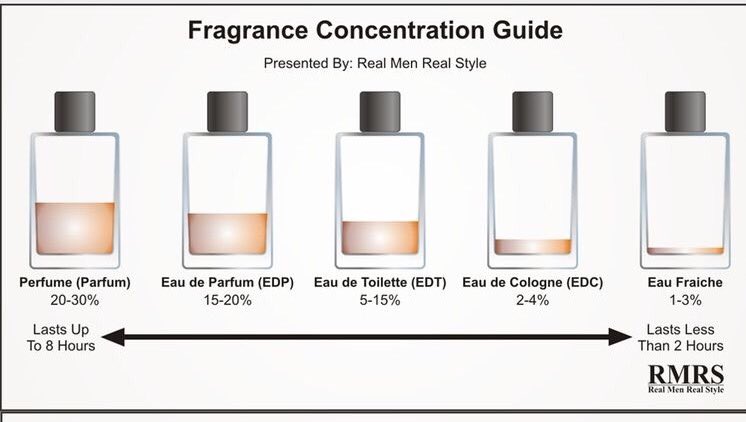 Fragrance Concentration Guide
Presented By: Real Men Real Style
Perfume (Parfum)
20-30%
Eau de Parfum (EDP)
15-20%
Eau de Toilette (EDT)
5-15%
Eau de Cologne (EDC)
2-4%
Eau Fraiche
1-3%
Lasts Up
To 8 Hours
Lasts Less
Than 2 Hours
RMRS
Real Men Real Style